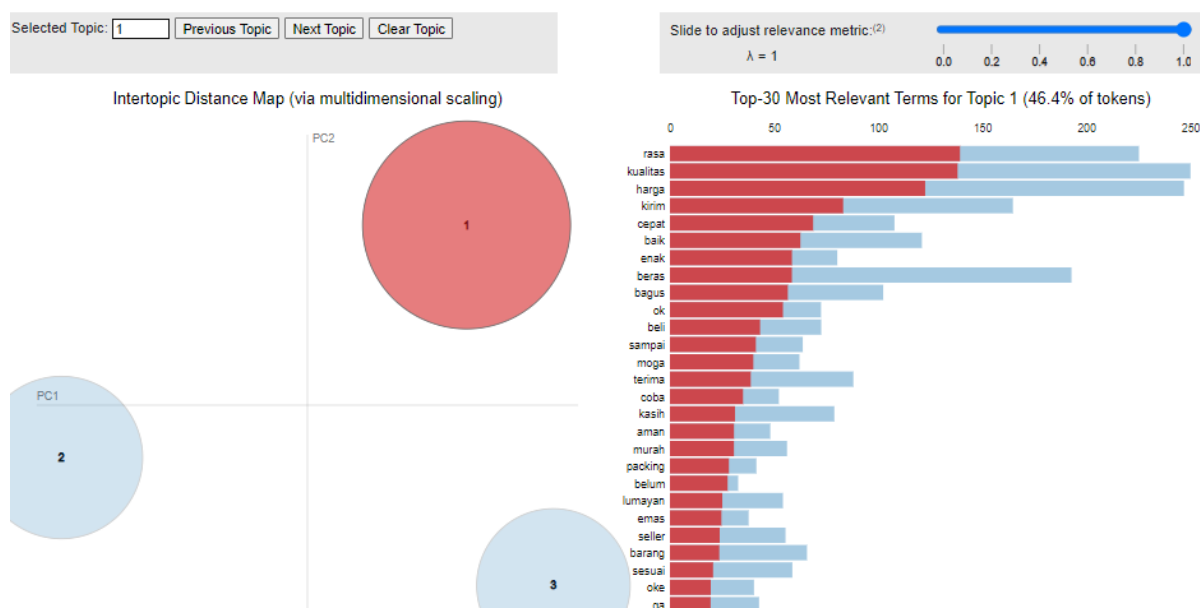 Selected Topic: 1 Previous Topic Next Topic Clear Topic
Slide to adjust relevance metric:(2)
λ = 1
0.0 0.2 0.4 0.6 0.8 1.0
Intertopic Distance Map (via multidimensional scaling)
PC2
PC1
1
2
3
Top-30 Most Relevant Terms for Topic 1 (46.4% of tokens)
0 50 100 150 200 250
rasa
kualitas
harga
kirim
cepat
baik
enak
beras
bagus
ok
beli
sampai
moga
terima
coba
kasih
aman
murah
packing
belum
lumayan
emas
seller
barang
sesuai
oke